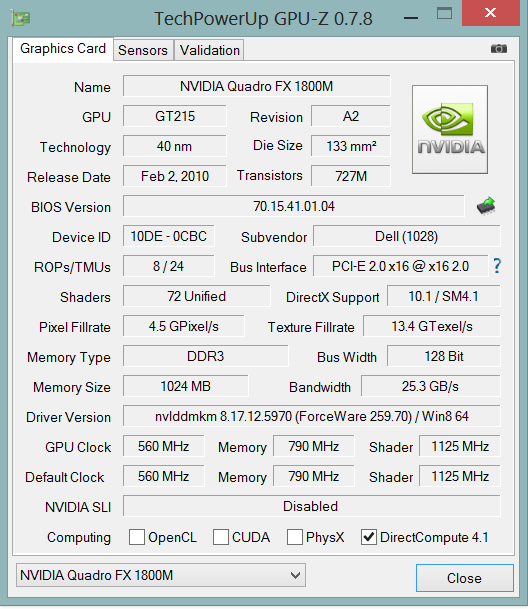 TechPowerUp GPU-Z 0.7.8
Graphics Card Sensors Validation
Name NVIDIA Quadro FX 1800M
GPU GT215 Revision A2
Technology 40 nm Die Size 133 mm²
Release Date Feb 2, 2010 Transistors 727M
NVIDIA
BIOS Version 70.15.41.01.04
Device ID 10DE - 0CBC Subvendor Dell (1028)
ROPs/TMUs 8 / 24 Bus Interface PCI-E 2.0 x16 @ x16 2.0 ?
Shaders 72 Unified DirectX Support 10.1 / SM4.1
Pixel Fillrate 4.5 GPixel/s Texture Fillrate 13.4 GTexel/s
Memory Type DDR3 Bus Width 128 Bit
Memory Size 1024 MB Bandwidth 25.3 GB/s
Driver Version nvlddmkm 8.17.12.5970 (ForceWare 259.70) / Win8 64
GPU Clock 560 MHz Memory 790 MHz Shader 1125 MHz
Default Clock 560 MHz Memory 790 MHz Shader 1125 MHz
NVIDIA SLI Disabled
Computing OpenCL CUDA PhysX DirectCompute 4.1
NVIDIA Quadro FX 1800M Close